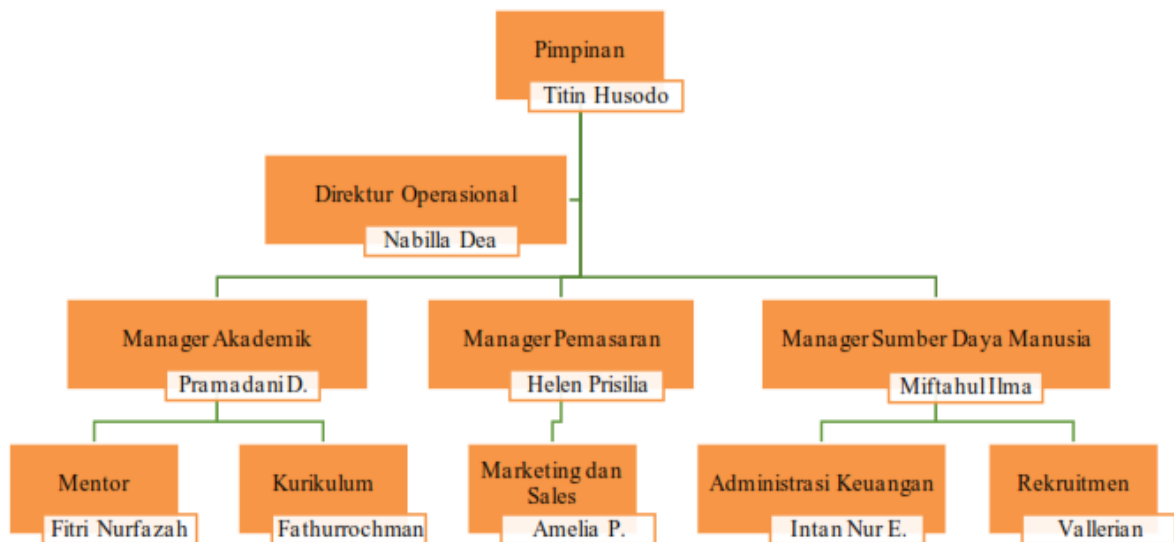 Pimpinan
Titin Husodo
Direktur Operasional
Nabilla Dea
Manager Akademik
Pramadani D.
Manager Pemasaran
Helen Prisilia
Manager Sumber Daya Manusia
Miftahul Ilma
Mentor
Fitri Nurfazah
Kurikulum
Fathurrochman
Marketing dan
Sales
Amelia P.
Administrasi Keuangan
Intan Nur E.
Rekruitmen
Vallerian